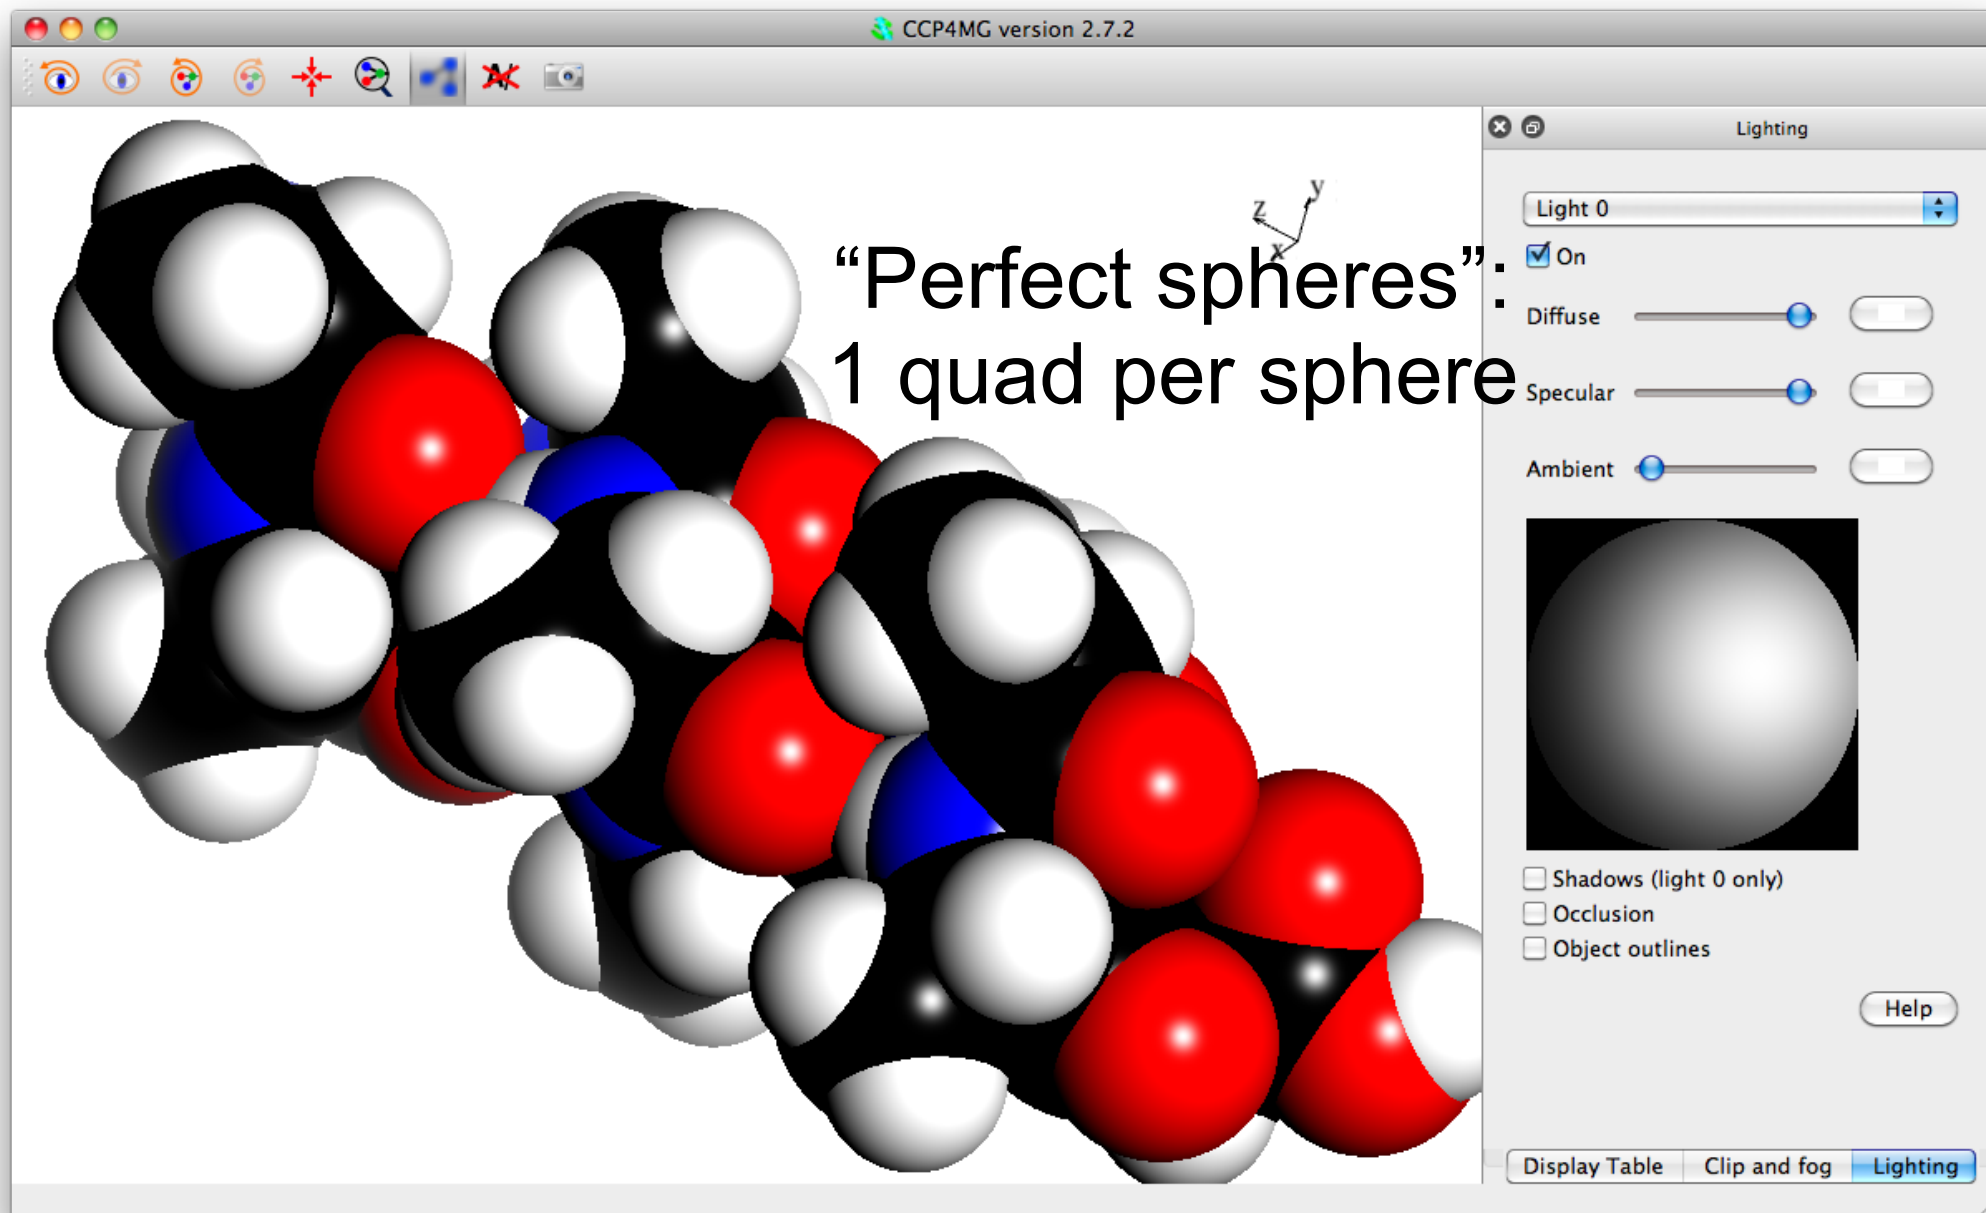 CCP4MG version 2.7.2
Lighting
z
y
x
“Perfect spheres”:
1 quad per sphere
Light 0
On
Diffuse
Specular
Ambient
Shadows (light 0 only)
Occlusion
Object outlines
Help
Display Table
Clip and fog
Lighting